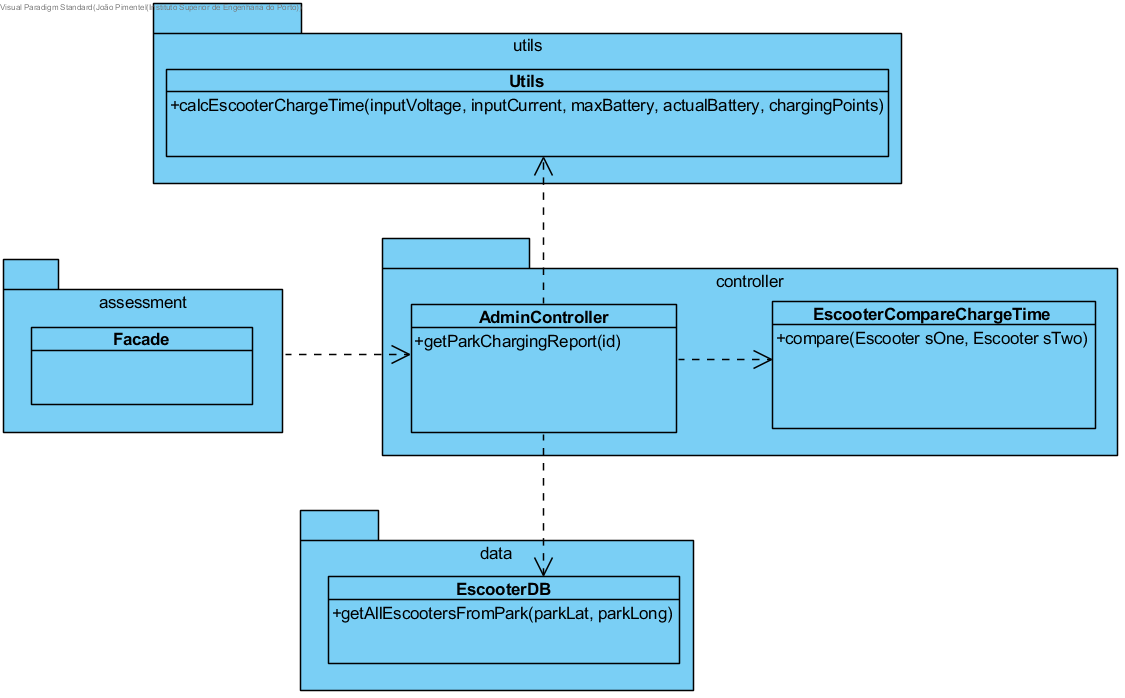 Visual Paradigm Standard(João Pimentel(Instituto Superior de Engenharia do Porto)
utils
Utils
+calcEscooterChargeTime(inputVoltage, inputCurrent, maxBattery, actualBattery, chargingPoints)
controller
assessment
Facade
AdminController
+getParkChargingReport(id)
EscooterCompareChargeTime
+compare(Escooter sOne, Escooter sTwo)
data
EscooterDB
+getAllEscootersFromPark(parkLat, parkLong)